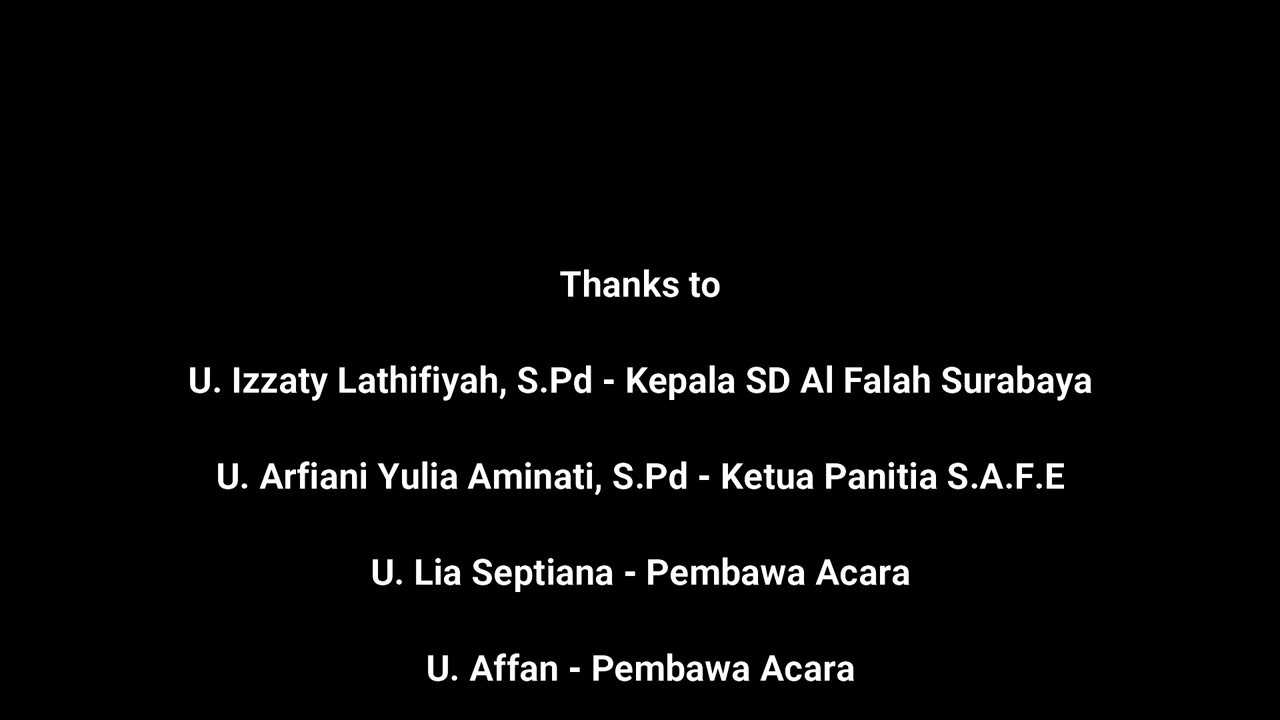 Thanks to
U. Izzaty Lathifiyah, S.Pd - Kepala SD Al Falah Surabaya
U. Arfiani Yulia Aminati, S.Pd - Ketua Panitia S.A.F.E
U. Lia Septiana - Pembawa Acara
U. Affan - Pembawa Acara